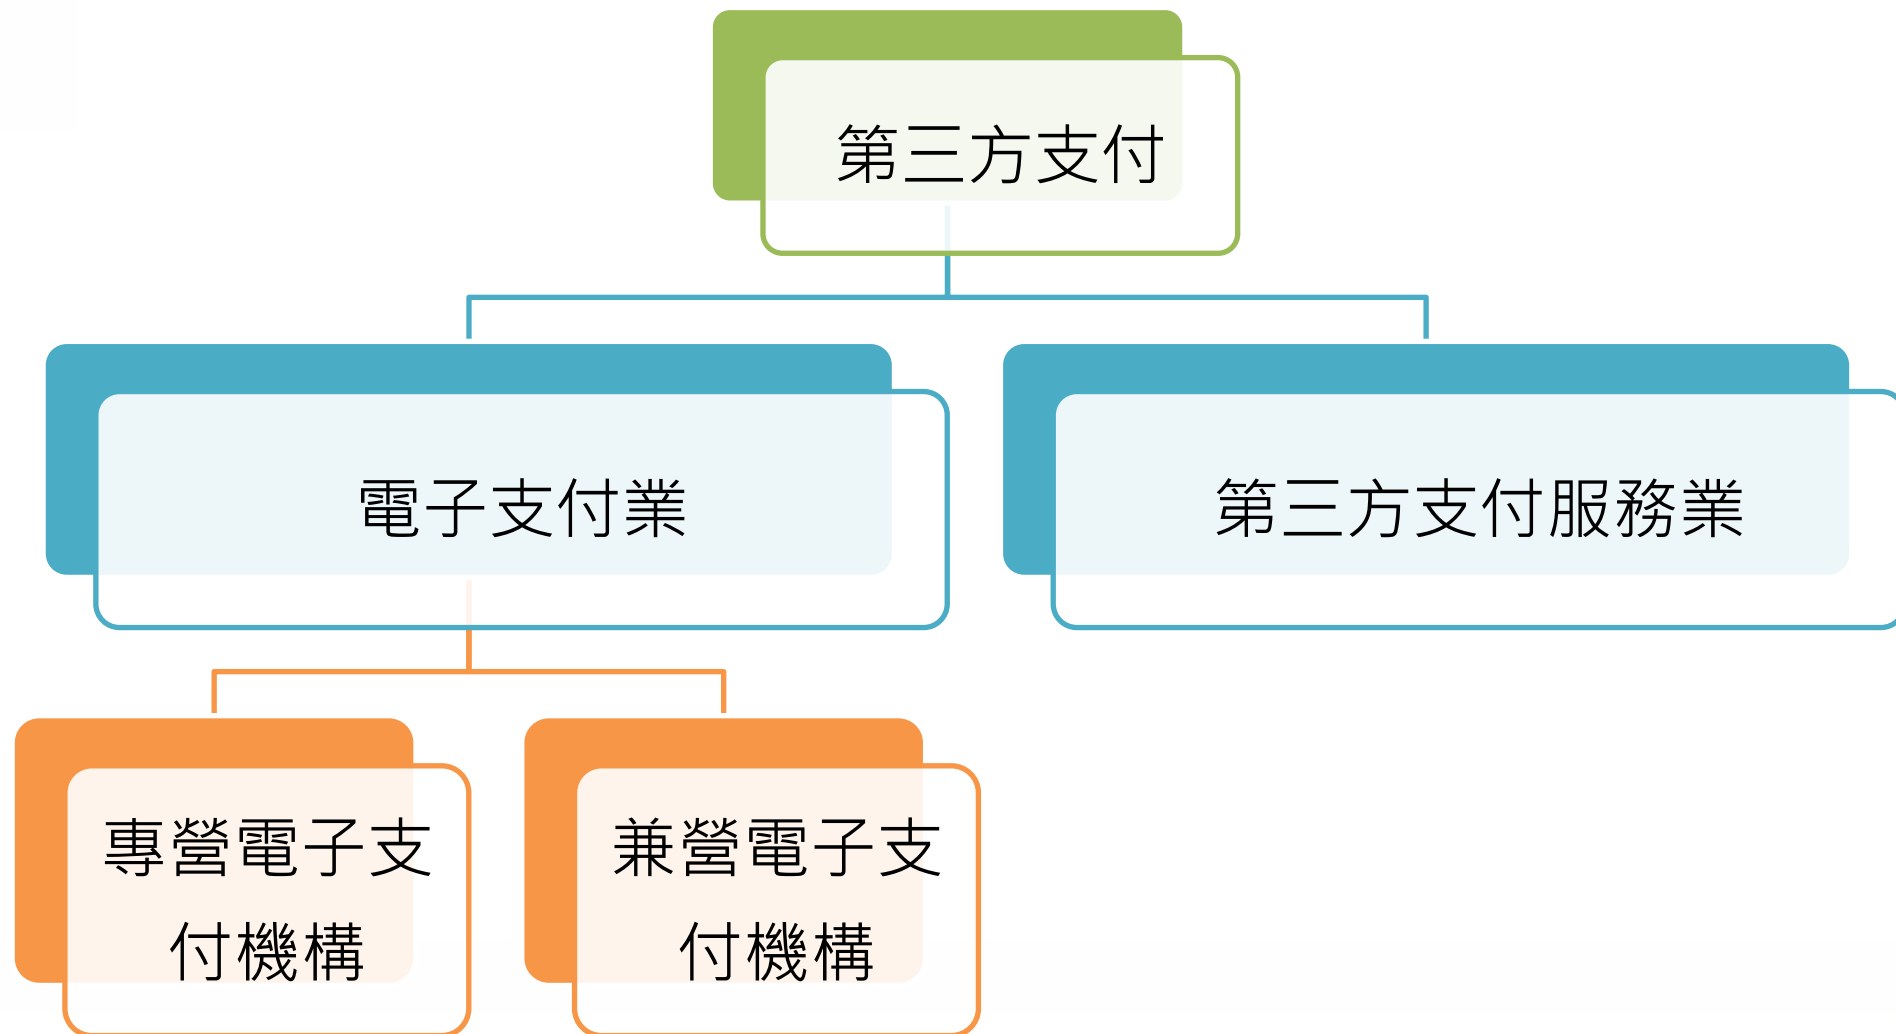 第三方支付
電子支付業
第三方支付服務業
專營電子支
付機構
兼營電子支
付機構